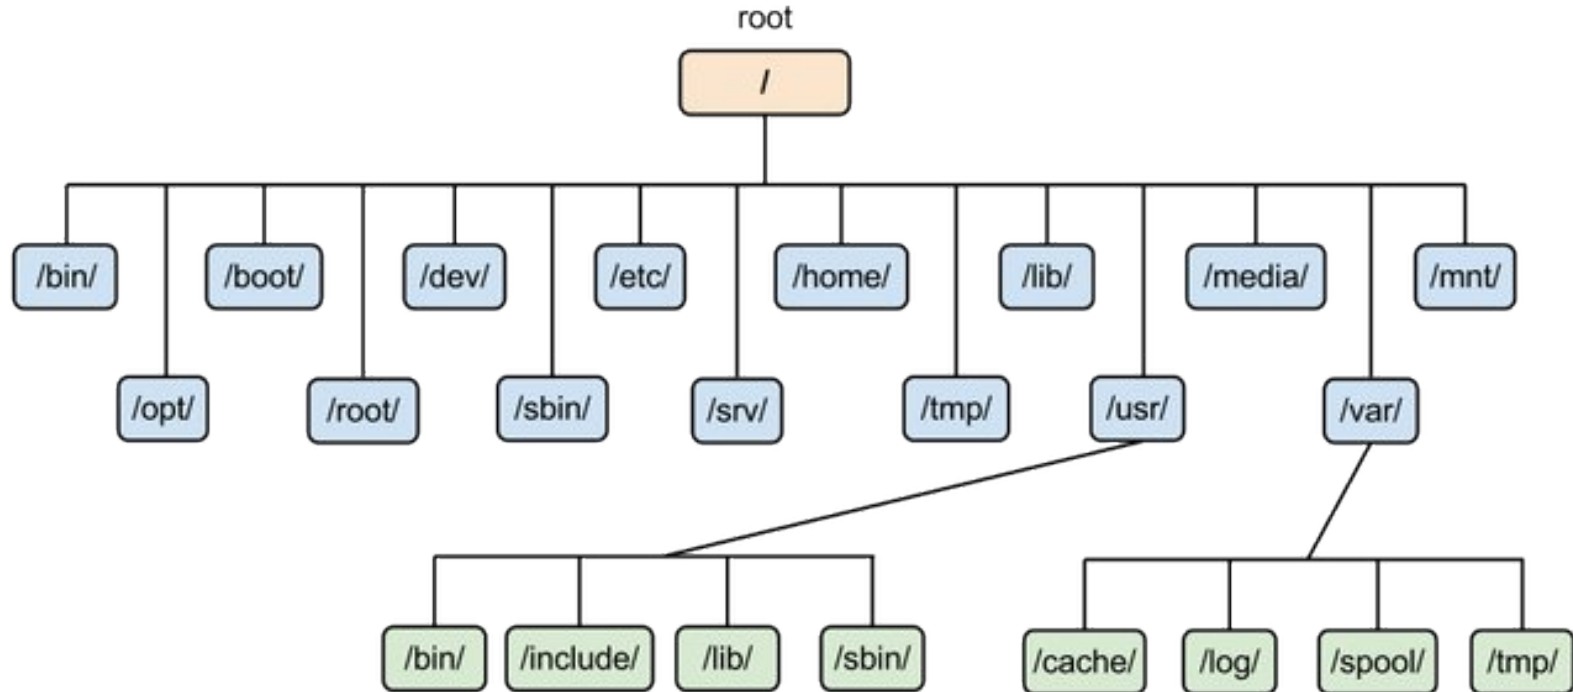 root
/
/bin/ /boot/ /dev/ /etc/ /home/ /lib/ /media/ /mnt/
/opt/ /root/ /sbin/ /srv/ /tmp/ /usr/ /var/
/bin/ /include/ /lib/ /sbin/ /cache/ /log/ /spool/ /tmp/